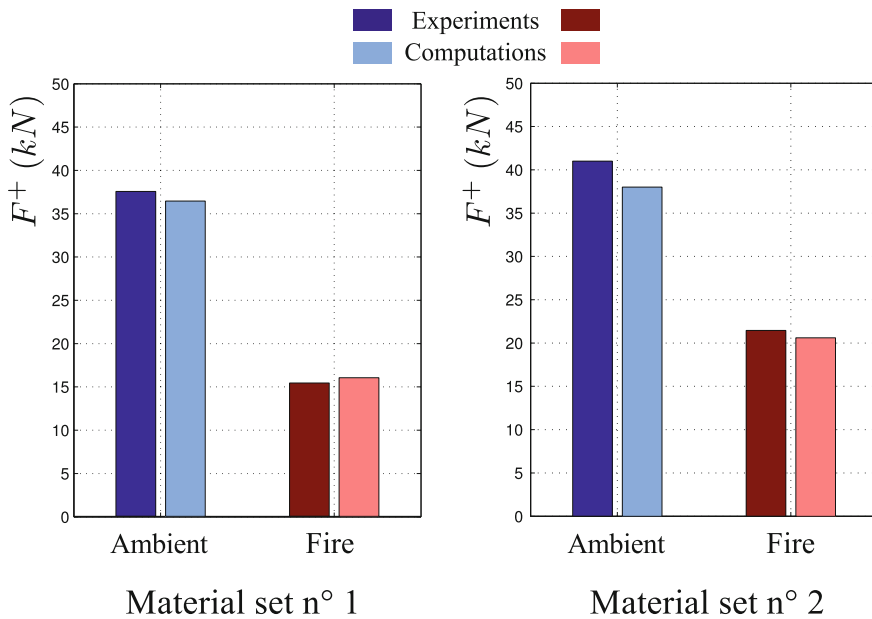 Experiments
Computations
F⁺ (kN)
50
45
40
35
30
25
20
15
10
5
0
Ambient Fire
Material set n° 1
F⁺ (kN)
50
45
40
35
30
25
20
15
10
5
0
Ambient Fire
Material set n° 2